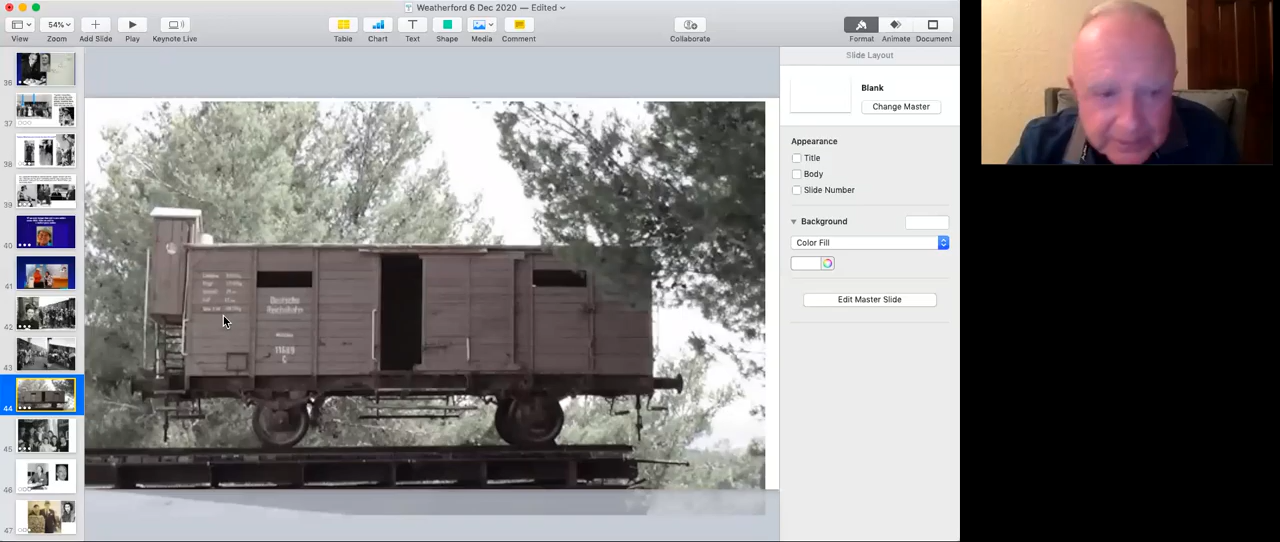 Weatherford 6 Dec 2020 — Edited
View
54%
Zoom
Add Slide
Play
Keynote Live
Table
Chart
Text
Shape
Media
Comment
Collaborate
Format
Animate
Document
36
37
38
39
40
41
42
43
44
45
46
47
Deutsche
Reichsbahn
Slide Layout
Blank
Change Master
Appearance
Title
Body
Slide Number
Background
Color Fill
Edit Master Slide